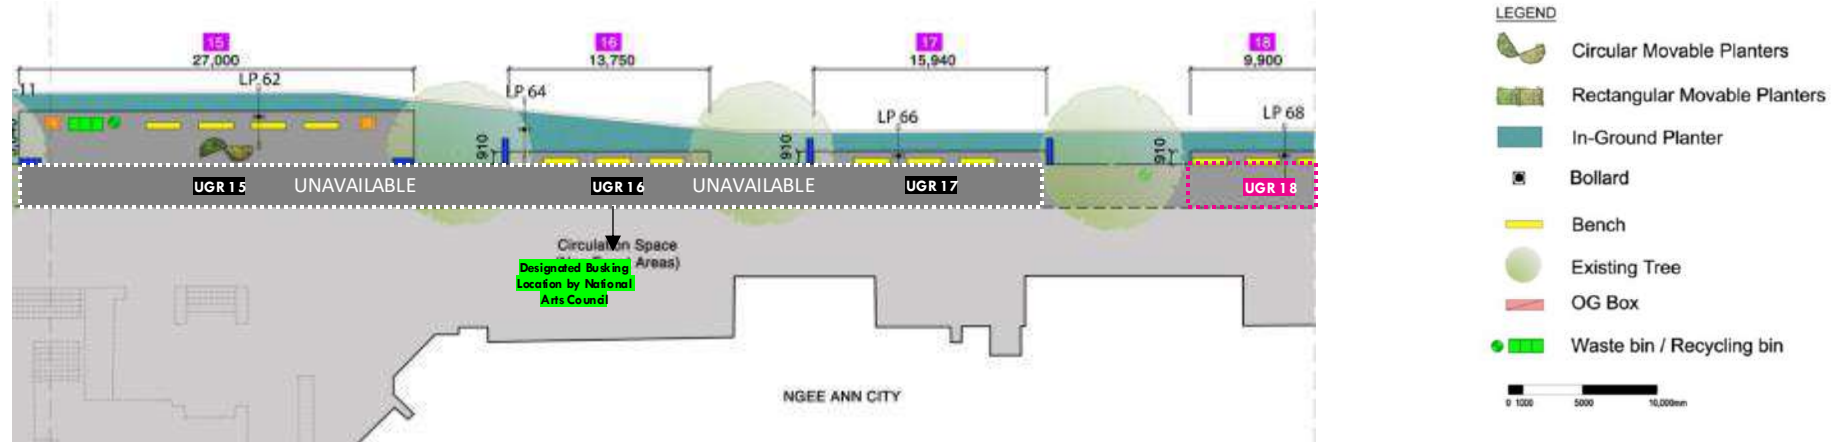 15
16
17
18
27,000
13,750
15,940
9,900
11
LP 62
LP 64
LP 66
LP 68
910
910
910
UGR 15
UNAVAILABLE
UGR 16
UNAVAILABLE
UGR 17
UGR 18
Circulation Space
Areas)
Designated Busking
Location by National
Arts Council
NGEE ANN CITY
LEGEND
Circular Movable Planters
Rectangular Movable Planters
In-Ground Planter
Bollard
Bench
Existing Tree
OG Box
Waste bin / Recycling bin
0 1000 5000 10,000mm